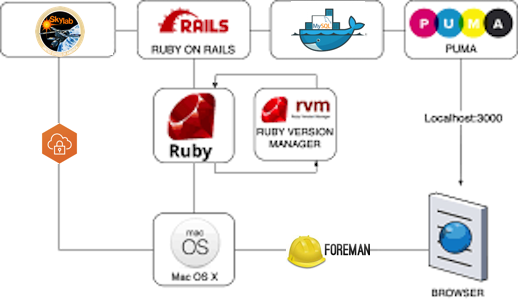 Skylab
RAILS
RUBY ON RAILS
MySQL
PUMA
PUMA
Localhost:3000
Ruby
rvm
Ruby Version Manager
RUBY VERSION
MANAGER
mac
OS
Mac OS X
FOREMAN
BROWSER